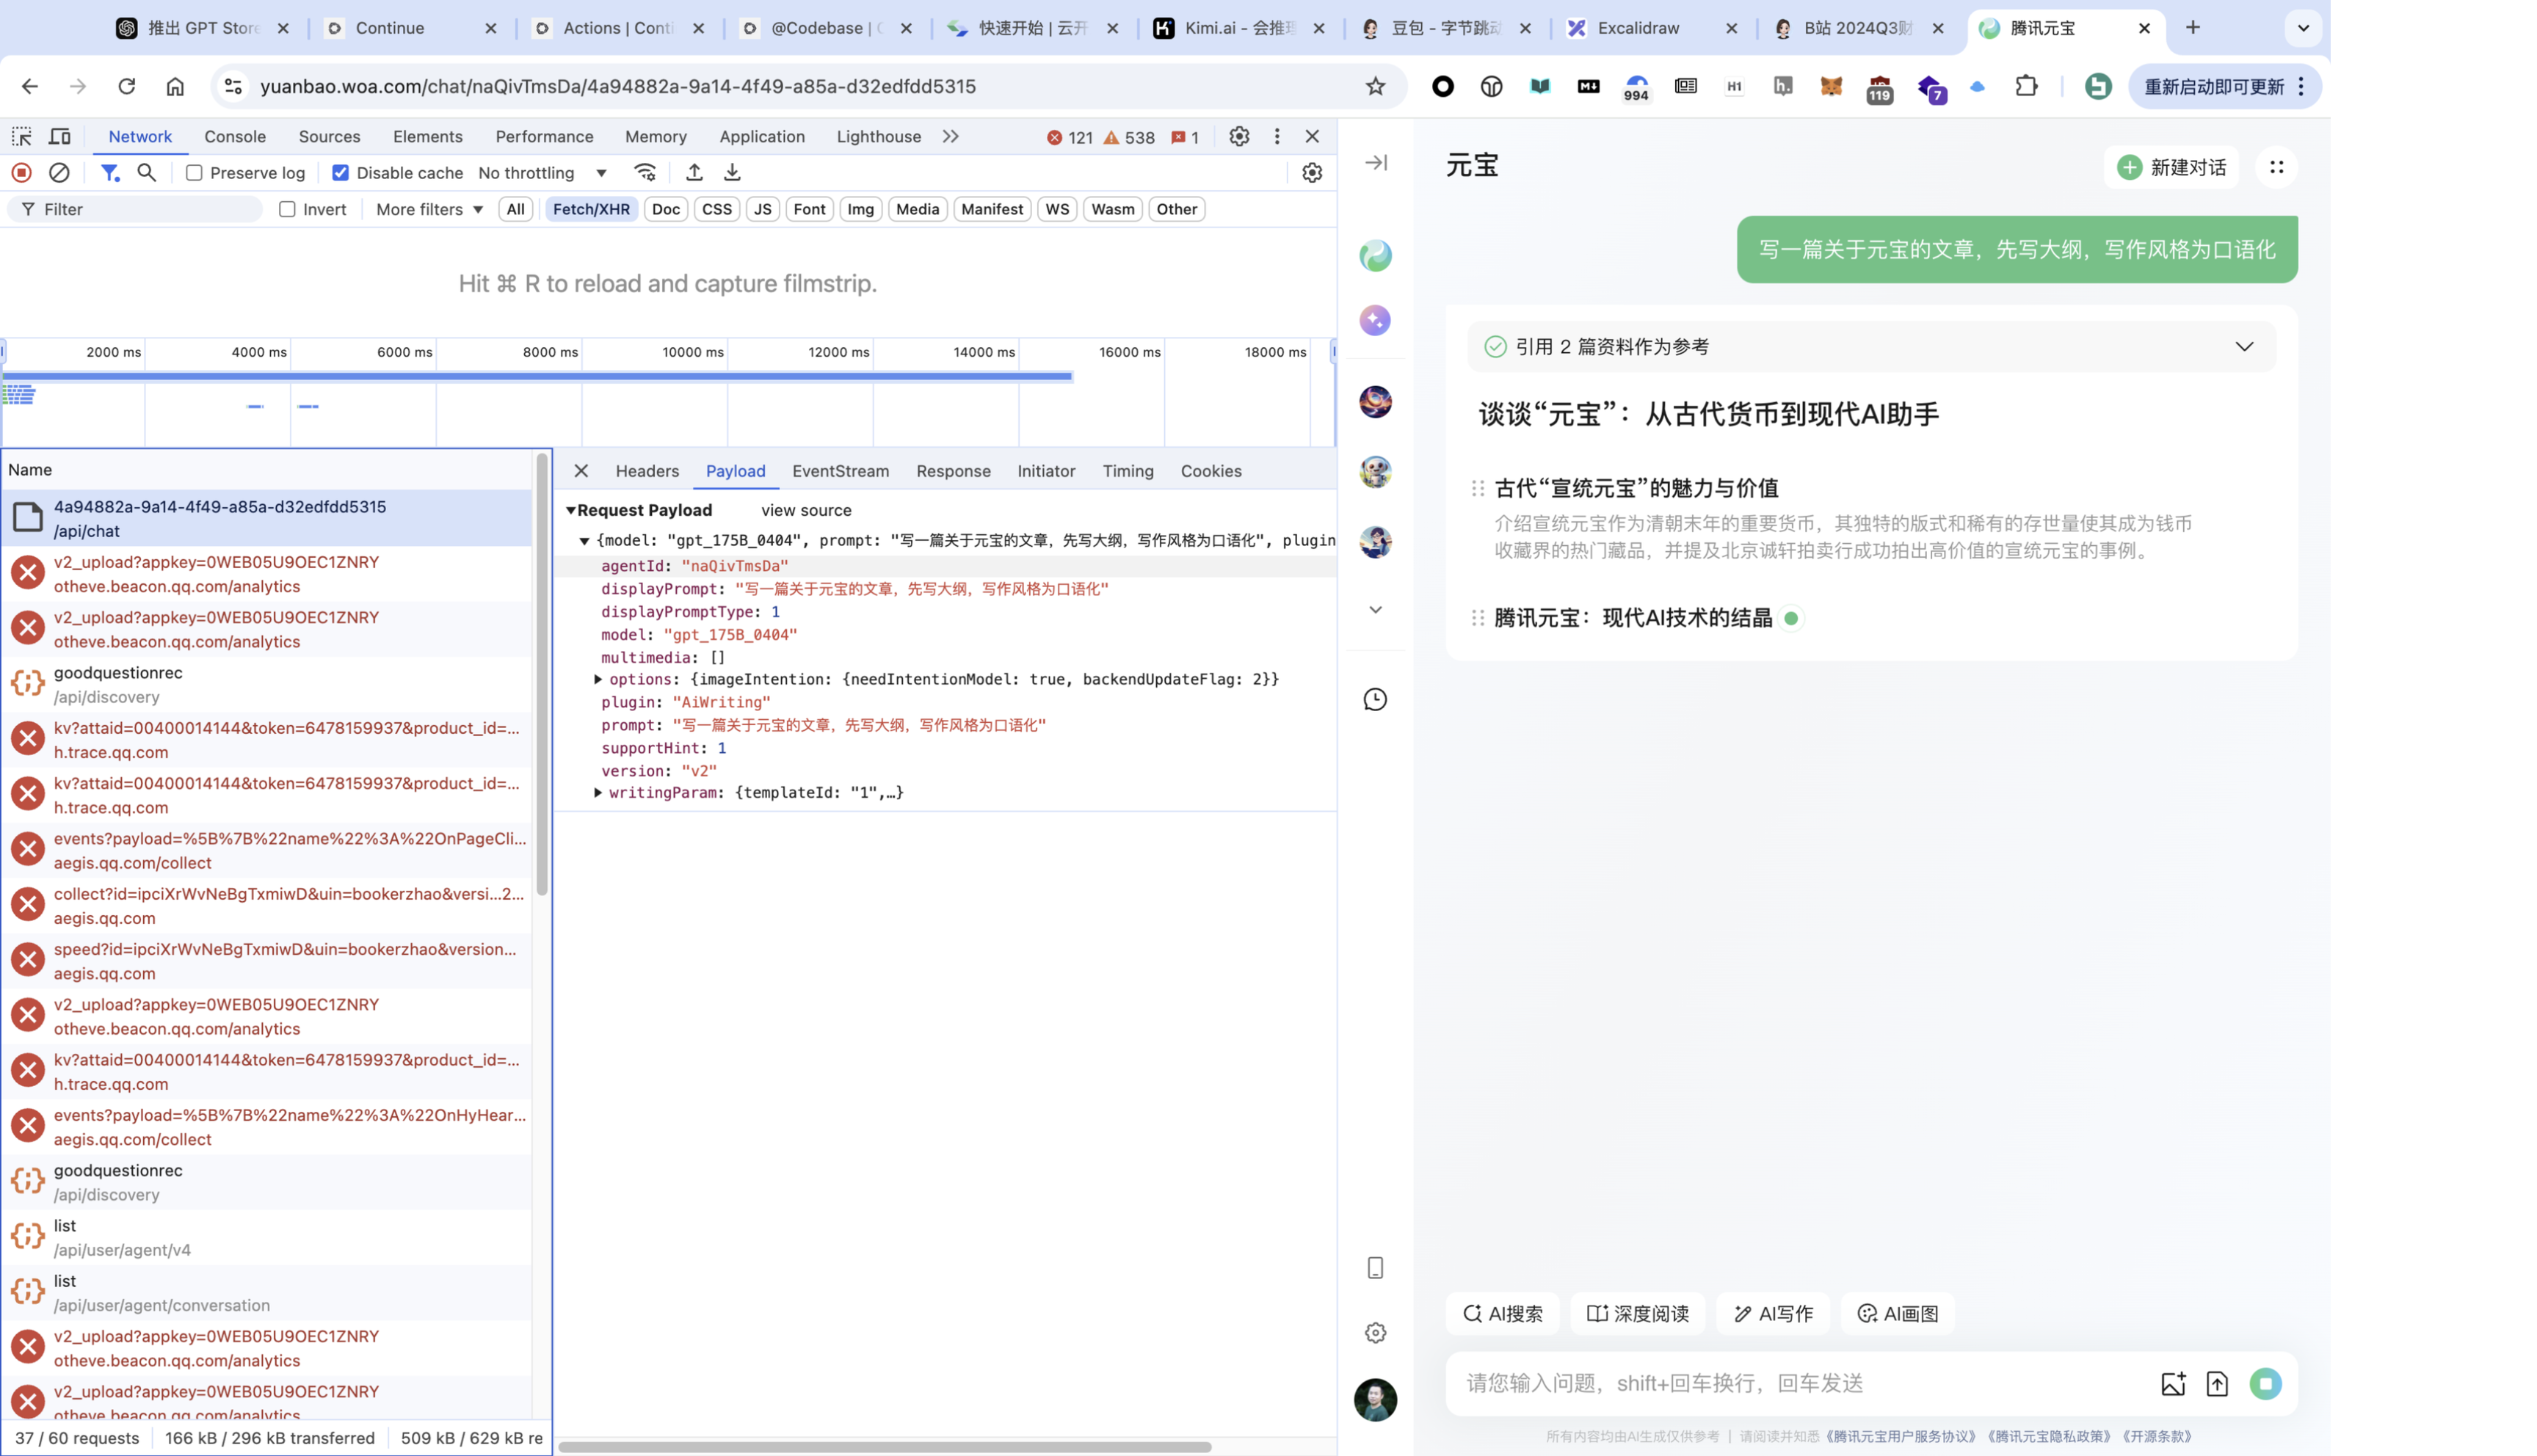 推出 GPT Store
Continue
Actions | Conti
@Codebase | C
快速开始 | 云开
Kimi.ai - 会推理
豆包 - 字节跳动
Excalidraw
B站 2024Q3财
腾讯元宝
yuanbao.woa.com/chat/naQivTmsDa/4a94882a-9a14-4f49-a85a-d32edfdd5315
994
H1
h.
119
7
重新启动即可更新
Network
Console
Sources
Elements
Performance
Memory
Application
Lighthouse
121
538
1
Preserve log
Disable cache
No throttling
Filter
Invert
More filters
All
Fetch/XHR
Doc
CSS
JS
Font
Img
Media
Manifest
WS
Wasm
Other
Hit ⌘ R to reload and capture filmstrip.
2000 ms
4000 ms
6000 ms
8000 ms
10000 ms
12000 ms
14000 ms
16000 ms
18000 ms
Name
4a94882a-9a14-4f49-a85a-d32edfdd5315
/api/chat
v2_upload?appkey=0WEB05U9OEC1ZNRY
otheve.beacon.qq.com/analytics
v2_upload?appkey=0WEB05U9OEC1ZNRY
otheve.beacon.qq.com/analytics
goodquestionrec
/api/discovery
kv?attaid=00400014144&token=6478159937&product_id=...
h.trace.qq.com
kv?attaid=00400014144&token=6478159937&product_id=...
h.trace.qq.com
events?payload=%5B%7B%22name%22%3A%22OnPageCli...
aegis.qq.com/collect
collect?id=ipciXrWvNeBgTxmiwD&uin=bookerzhao&versi...2...
aegis.qq.com
speed?id=ipciXrWvNeBgTxmiwD&uin=bookerzhao&version...
aegis.qq.com
v2_upload?appkey=0WEB05U9OEC1ZNRY
otheve.beacon.qq.com/analytics
kv?attaid=00400014144&token=6478159937&product_id=...
h.trace.qq.com
events?payload=%5B%7B%22name%22%3A%22OnHyHear...
aegis.qq.com/collect
goodquestionrec
/api/discovery
list
/api/user/agent/v4
list
/api/user/agent/conversation
v2_upload?appkey=0WEB05U9OEC1ZNRY
otheve.beacon.qq.com/analytics
v2_upload?appkey=0WEB05U9OEC1ZNRY
otheve.beacon.qq.com/analytics
37 / 60 requests
166 kB / 296 kB transferred
509 kB / 629 kB re
Headers
Payload
EventStream
Response
Initiator
Timing
Cookies
Request Payload
view source
{model: "gpt_175B_0404", prompt: "写一篇关于元宝的文章，先写大纲，写作风格为口语化", plugin
agentId: "naQivTmsDa"
displayPrompt: "写一篇关于元宝的文章，先写大纲，写作风格为口语化"
displayPromptType: 1
model: "gpt_175B_0404"
multimedia: []
options: {imageIntention: {needIntentionModel: true, backendUpdateFlag: 2}}
plugin: "AiWriting"
prompt: "写一篇关于元宝的文章，先写大纲，写作风格为口语化"
supportHint: 1
version: "v2"
writingParam: {templateId: "1",…}
元宝
新建对话
写一篇关于元宝的文章，先写大纲，写作风格为口语化
引用 2 篇资料作为参考
谈谈“元宝”：从古代货币到现代AI助手
古代“宣统元宝”的魅力与价值
介绍宣统元宝作为清朝末年的重要货币，其独特的版式和稀有的存世量使其成为钱币
收藏界的热门藏品，并提及北京诚轩拍卖行成功拍出高价值的宣统元宝的事例。
腾讯元宝：现代AI技术的结晶
AI搜索
深度阅读
AI写作
AI画图
请您输入问题，shift+回车换行，回车发送
所有内容均由AI生成仅供参考 | 请阅读并知悉《腾讯元宝用户服务协议》《腾讯元宝隐私政策》《开源条款》